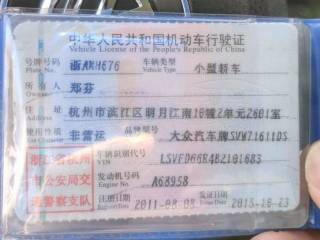 中华人民共和国机动车行驶证
Vehicle License of the People's Republic of China
号牌号码 浙AKH676 车辆类型 小型轿车
Plate No. Vehicle Type
所有人 郑芬
住址 杭州市滨江区明月江南10幢2单元2601室
使用性质 非营运 品牌型号 大众汽车牌SVW71611DS
浙江省杭州 车辆识别代号 LSVFD66R4B2101683
VIN
市公安局交 发动机号码 A68958
Engine No.
通警察支队 注册日期 2011-08-08 发证日期 2015-10-23